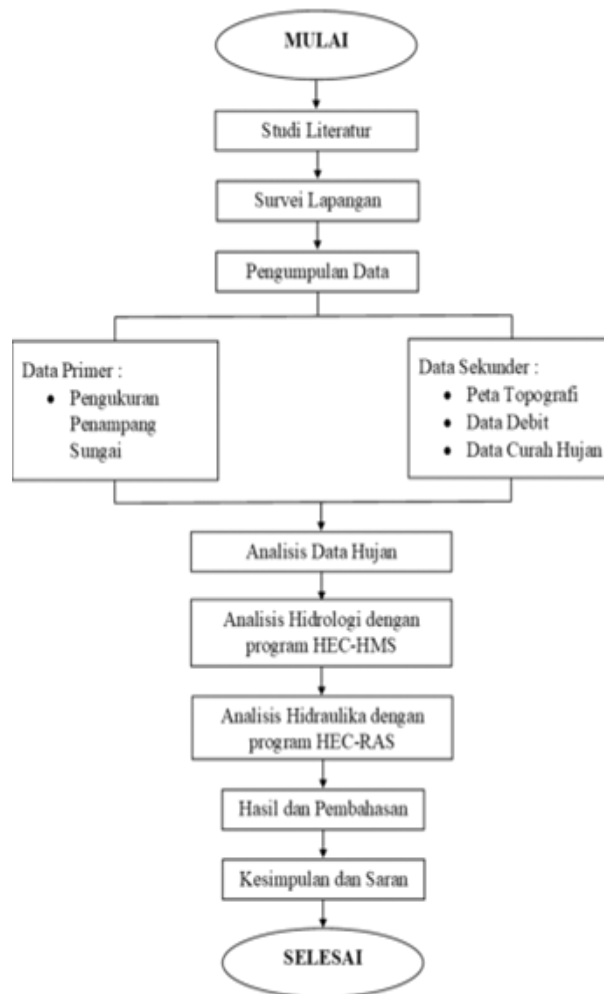 MULAI
Studi Literatur
Survei Lapangan
Pengumpulan Data
Data Primer :
• Pengukuran
Penampang
Sungai
Data Sekunder :
• Peta Topografi
• Data Debit
• Data Curah Hujan
Analisis Data Hujan
Analisis Hidrologi dengan
program HEC-HMS
Analisis Hidraulika dengan
program HEC-RAS
Hasil dan Pembahasan
Kesimpulan dan Saran
SELESAI